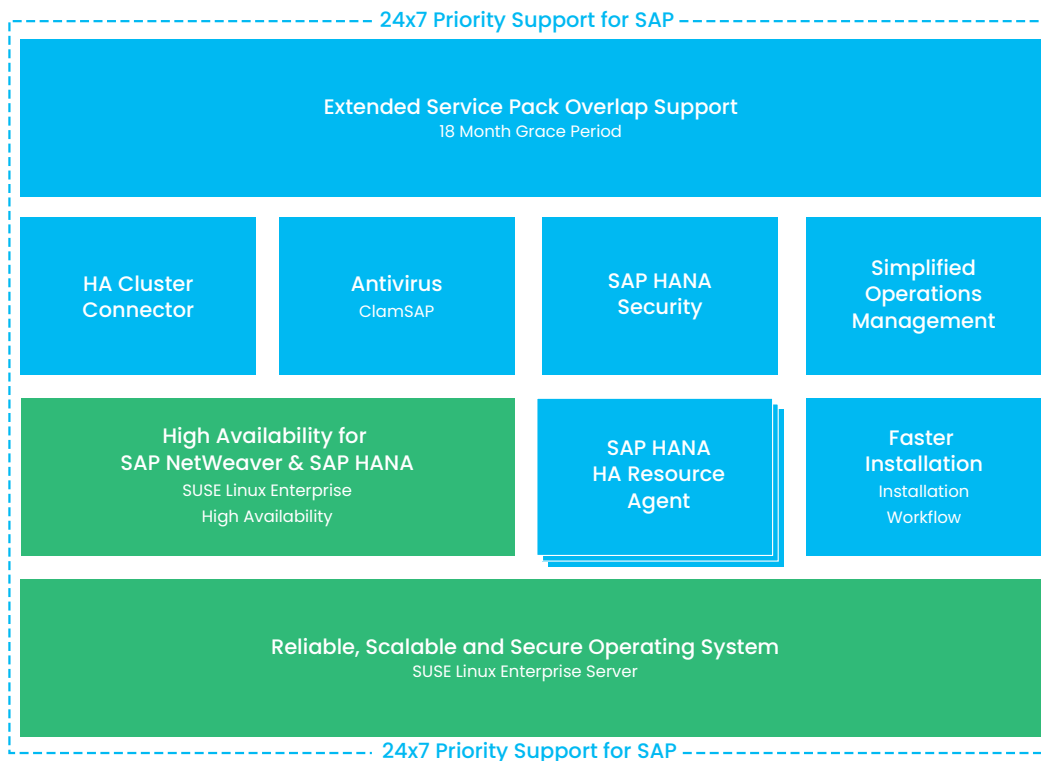 24x7 Priority Support for SAP
Extended Service Pack Overlap Support
18 Month Grace Period
HA Cluster
Connector
Antivirus
ClamSAP
SAP HANA
Security
Simplified
Operations
Management
High Availability for
SAP NetWeaver & SAP HANA
SUSE Linux Enterprise
High Availability
SAP HANA
HA Resource
Agent
Faster
Installation
Installation
Workflow
Reliable, Scalable and Secure Operating System
SUSE Linux Enterprise Server
24x7 Priority Support for SAP